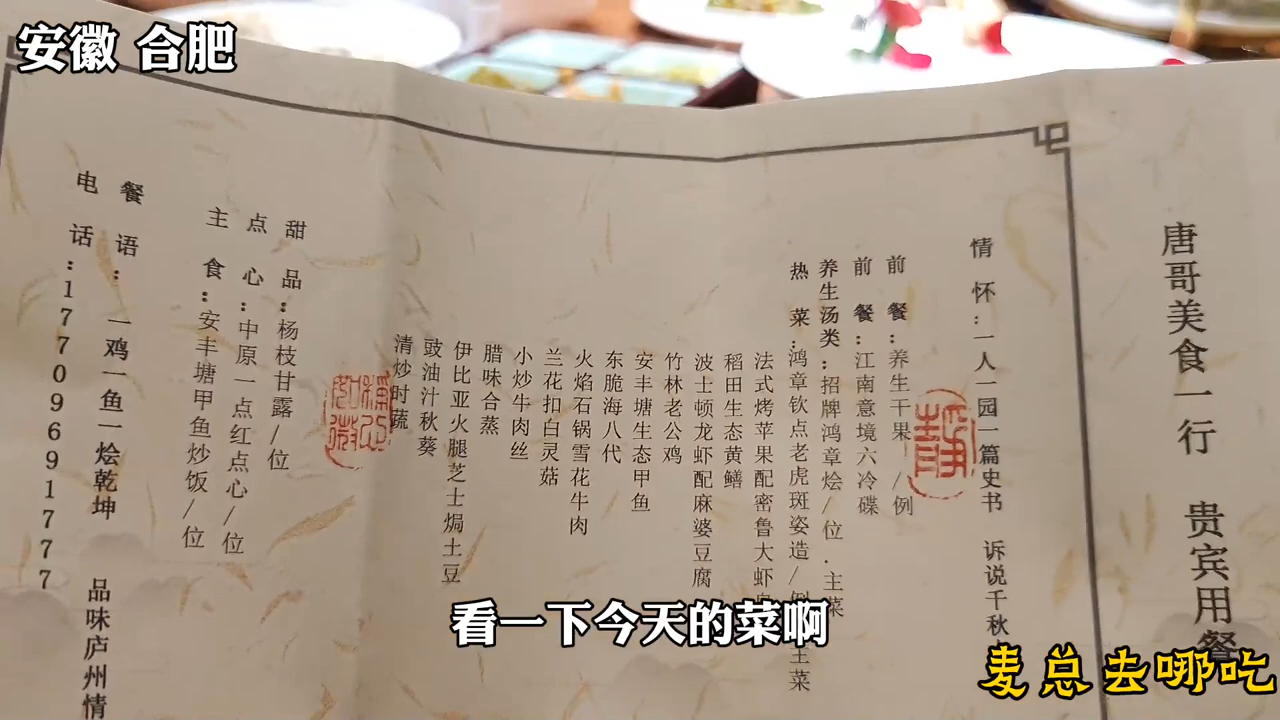 安徽 合肥
唐哥美食一行 贵宾用餐
情怀:一人一园一篇史书 诉说千秋
前餐:养生干果/例
前餐:江南意境六冷碟
养生汤类:招牌鸿章烩/位.主菜
热菜:鸿章钦点老虎斑姿造/例 主菜
法式烤苹果配密鲁大虾
稻田生态黄鳝
波士顿龙虾配麻婆豆腐
竹林老公鸡
安丰塘生态甲鱼
东脆海八代
火焰石锅雪花牛肉
兰花扣白灵菇
小炒牛肉丝
腊味合蒸
伊比亚火腿芝士焗土豆
豉油汁秋葵
清炒时蔬
甜品:杨枝甘露/位
点心:中原一点红点心/位
主食:安丰塘甲鱼炒饭/位
餐语:一鸡一鱼一烩乾坤 品味庐州情
电话:17709691777
看一下今天的菜啊
麦总去哪吃